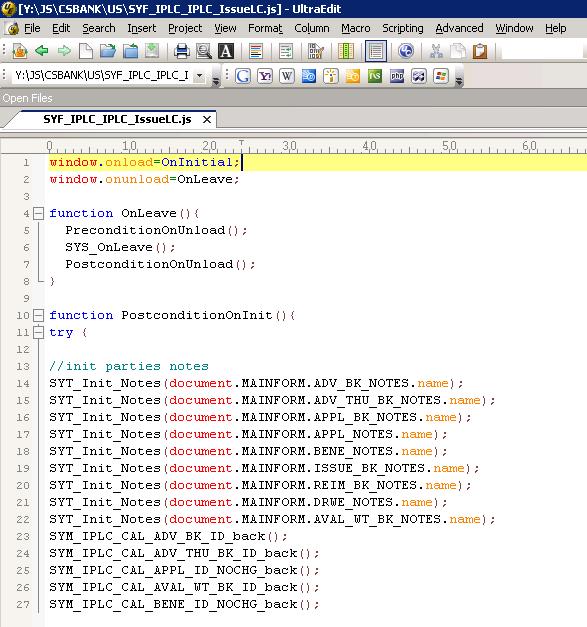 [Y:\JS\CSBANK\US\SYF_IPLC_IPLC_IssueLC.js] - UltraEdit
File Edit Search Insert Project View Format Column Macro Scripting Advanced Window Help
Y:\JS\CSBANK\US\SYF_IPLC_IPLC_I
Open Files
SYF_IPLC_IPLC_IssueLC.js
0 10 20 30 40 50 60
1 window.onload=OnInitial;
2 window.onunload=OnLeave;
3
4 function OnLeave(){
5 PreconditionOnUnload();
6 SYS_OnLeave();
7 PostconditionOnUnload();
8 }
9
10 function PostconditionOnInit(){
11 try {
12
13 //init parties notes
14 SYT_Init_Notes(document.MAINFORM.ADV_BK_NOTES.name);
15 SYT_Init_Notes(document.MAINFORM.ADV_THU_BK_NOTES.name);
16 SYT_Init_Notes(document.MAINFORM.APPL_BK_NOTES.name);
17 SYT_Init_Notes(document.MAINFORM.APPL_NOTES.name);
18 SYT_Init_Notes(document.MAINFORM.BENE_NOTES.name);
19 SYT_Init_Notes(document.MAINFORM.ISSUE_BK_NOTES.name);
20 SYT_Init_Notes(document.MAINFORM.REIM_BK_NOTES.name);
21 SYT_Init_Notes(document.MAINFORM.DRWE_NOTES.name);
22 SYT_Init_Notes(document.MAINFORM.AVAL_WT_BK_NOTES.name);
23 SYM_IPLC_CAL_ADV_BK_ID_back();
24 SYM_IPLC_CAL_ADV_THU_BK_ID_back();
25 SYM_IPLC_CAL_APPL_ID_NOCHG_back();
26 SYM_IPLC_CAL_AVAL_WT_BK_ID_back();
27 SYM_IPLC_CAL_BENE_ID_NOCHG_back();